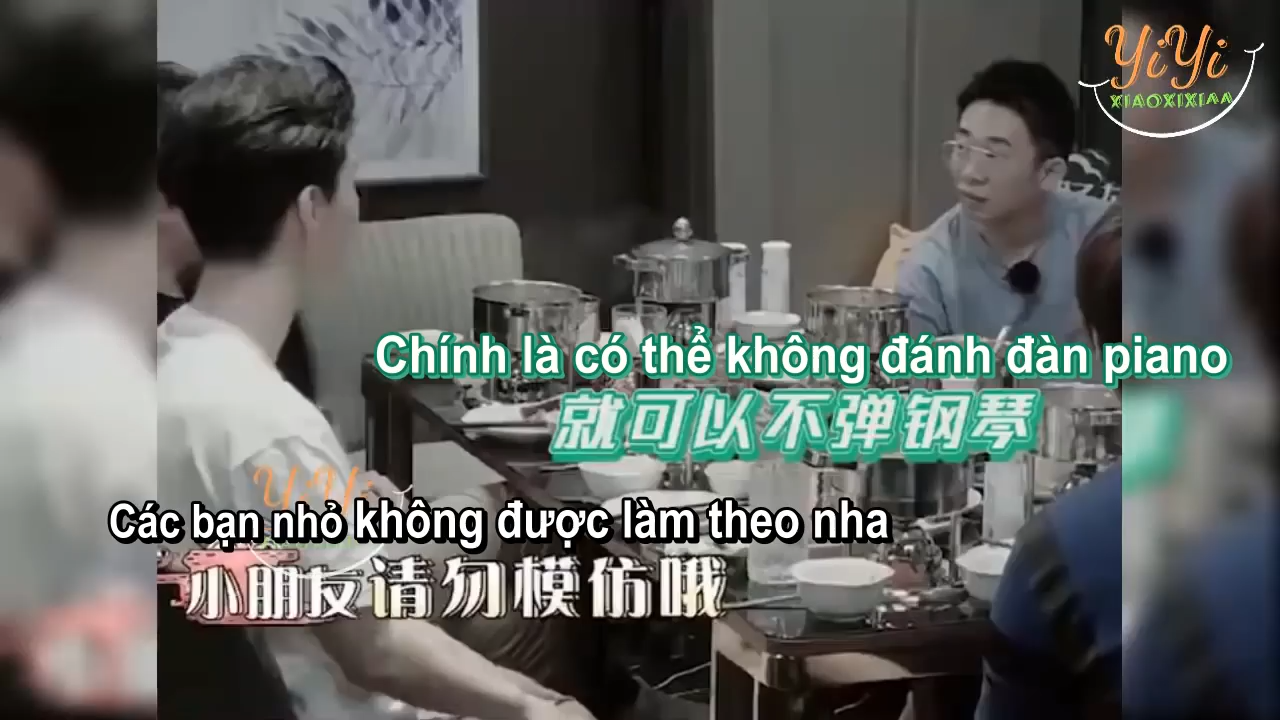 YiYi
XIAOXIXIAA
Chính là có thể không đánh đàn piano
就可以不弹钢琴
YiYi
Các bạn nhỏ không được làm theo nha
小朋友请勿模仿哦